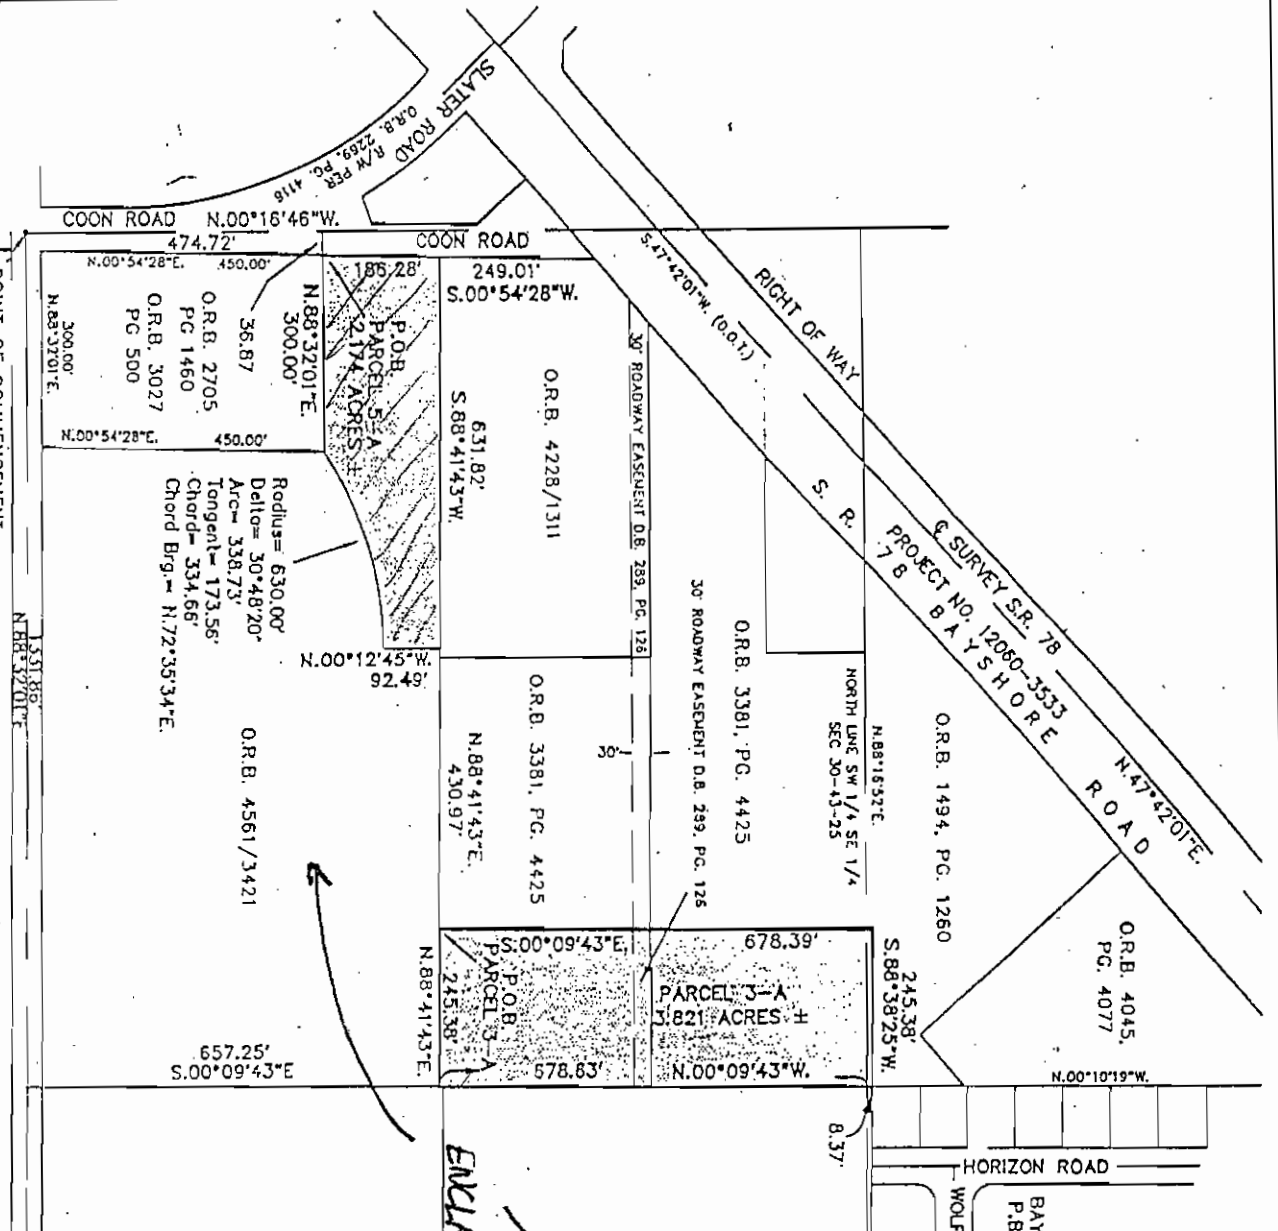 SLATER ROAD
R/W PER
O.R.B. 2269, PG. 4116
COON ROAD N.00°16'46"W.
474.72'
COON ROAD
N.00°54'28"E. 450.00'
186.28'
249.01'
S.00°54'28"W.
S.47°42'01"W. (D.O.T.)
RIGHT OF WAY
N.88°32'01"E.
300.00'
O.R.B. 3027
PG 500
O.R.B. 2705
PG 1460
36.87
N.88°32'01"E.
300.00'
P.O.B.
PARCEL 5-A
2.174 ACRES ±
631.82'
S.88°41'43"W.
O.R.B. 4228/1311
30' ROADWAY EASEMENT D.B. 289, PG. 126
N.00°54'28"E. 450.00'
Radius= 630.00'
Delta= 30°48'20"
Arc= 338.73'
Tangent= 173.56'
Chord= 334.66'
Chord Brg.= N.72°35'34"E.
N.00°12'45"W.
92.49'
℄ SURVEY S.R. 78
PROJECT NO. 12060-3533
S. R. 78 BAYSHORE ROAD
N.47°42'01"E.
30' ROADWAY EASEMENT D.B. 289, PG. 126
O.R.B. 3381, PG. 4425
NORTH LINE SW 1/4 SE 1/4
SEC 30-43-25
N.88°16'52"E.
O.R.B. 1494, PG. 1260
O.R.B. 3381, PG. 4425
30'
N.88°41'43"E.
430.97'
O.R.B. 4561/3421
POINT OF COMMENCEMENT
N.88°32'01"E
S.00°09'43"E.
678.39'
P.O.B
PARCEL 3-A
PARCEL 3-A
3.821 ACRES ±
N.88°41'43"E.
245.38'
245.38'
S.88°38'25"W.
O.R.B. 4045,
PG. 4077
657.25'
S.00°09'43"E
678.63'
N.00°09'43"W.
N.00°10'19"W.
8.37'
HORIZON ROAD